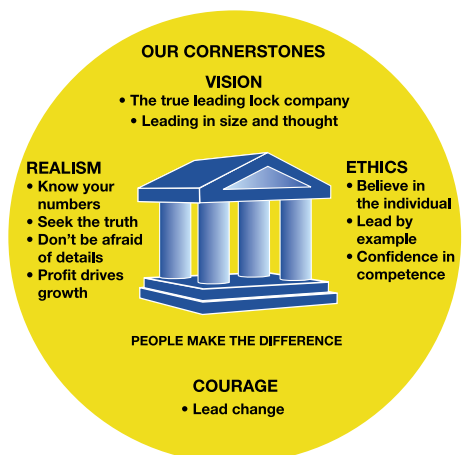 OUR CORNERSTONES
VISION
• The true leading lock company
• Leading in size and thought
REALISM
• Know your
numbers
• Seek the truth
• Don't be afraid
of details
• Profit drives
growth
ETHICS
• Believe in
the individual
• Lead by
example
• Confidence in
competence
PEOPLE MAKE THE DIFFERENCE
COURAGE
• Lead change